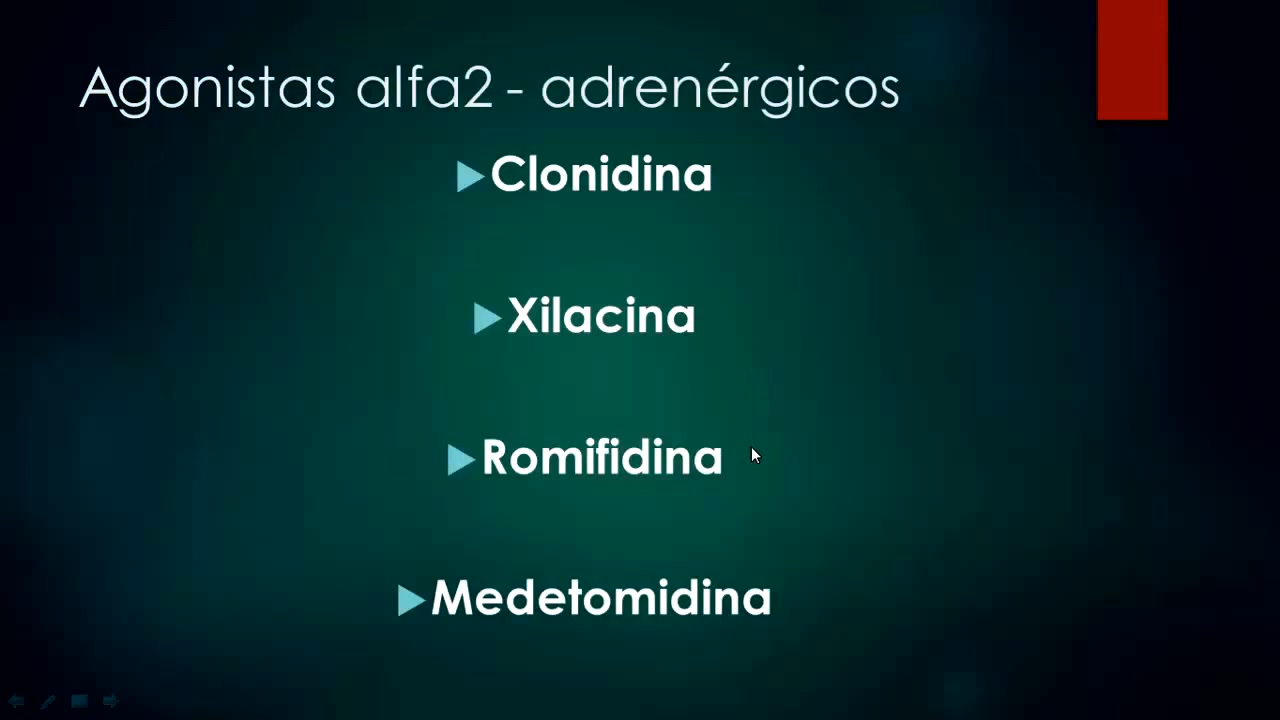 Agonistas alfa2 - adrenérgicos
Clonidina
Xilacina
Romifidina
Medetomidina